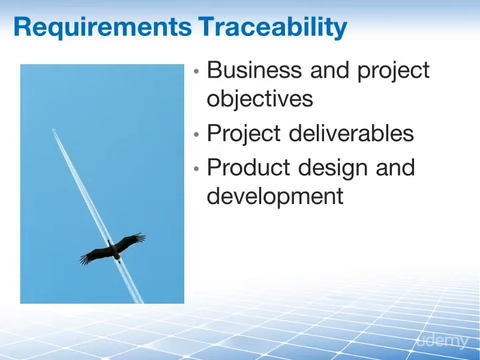 Requirements Traceability
• Business and project
objectives
• Project deliverables
• Product design and
development
udemy